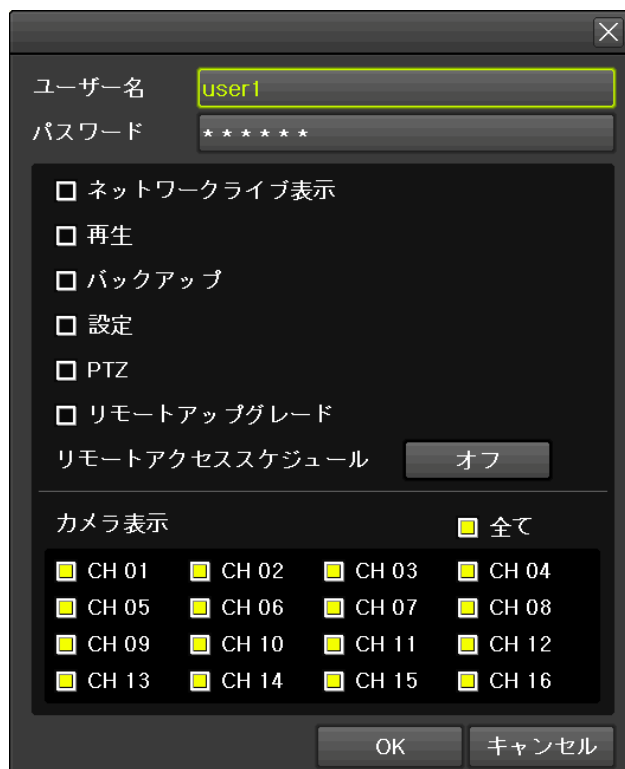 ユーザー名 user1
パスワード ******
ネットワークライブ表示
再生
バックアップ
設定
PTZ
リモートアップグレード
リモートアクセススケジュール オフ
カメラ表示 全て
CH 01 CH 02 CH 03 CH 04
CH 05 CH 06 CH 07 CH 08
CH 09 CH 10 CH 11 CH 12
CH 13 CH 14 CH 15 CH 16
OK キャンセル